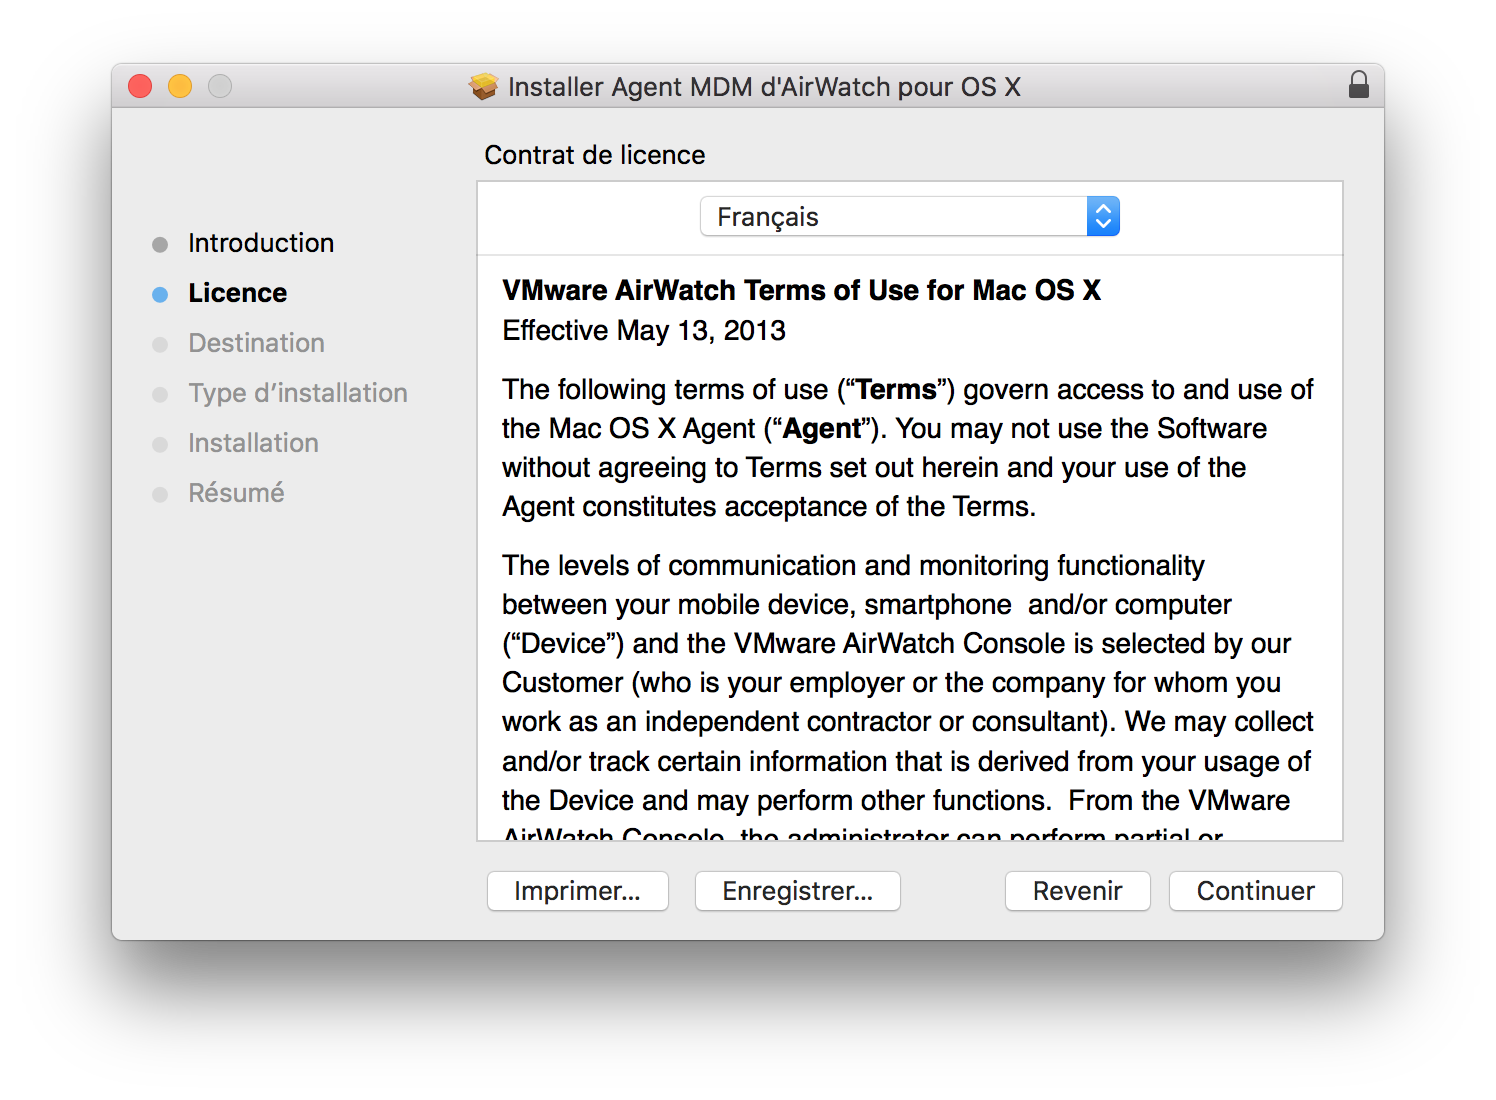 Installer Agent MDM d'AirWatch pour OS X
Contrat de licence
Introduction
Licence
Destination
Type d’installation
Installation
Résumé
Français
VMware AirWatch Terms of Use for Mac OS X
Effective May 13, 2013
The following terms of use (“Terms”) govern access to and use of
the Mac OS X Agent (“Agent”). You may not use the Software
without agreeing to Terms set out herein and your use of the
Agent constitutes acceptance of the Terms.
The levels of communication and monitoring functionality
between your mobile device, smartphone  and/or computer
(“Device”) and the VMware AirWatch Console is selected by our
Customer (who is your employer or the company for whom you
work as an independent contractor or consultant). We may collect
and/or track certain information that is derived from your usage of
the Device and may perform other functions.  From the VMware
AirWatch Console, the administrator can perform partial or
Imprimer...
Enregistrer...
Revenir
Continuer